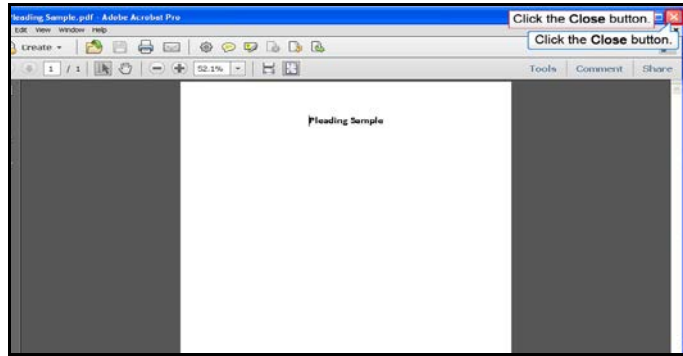 Pleading Sample.pdf - Adobe Acrobat Pro
Click the Close button.
Edit View Window Help
Click the Close button.
Create
1 / 1 52.1% Tools Comment Share
Pleading Sample